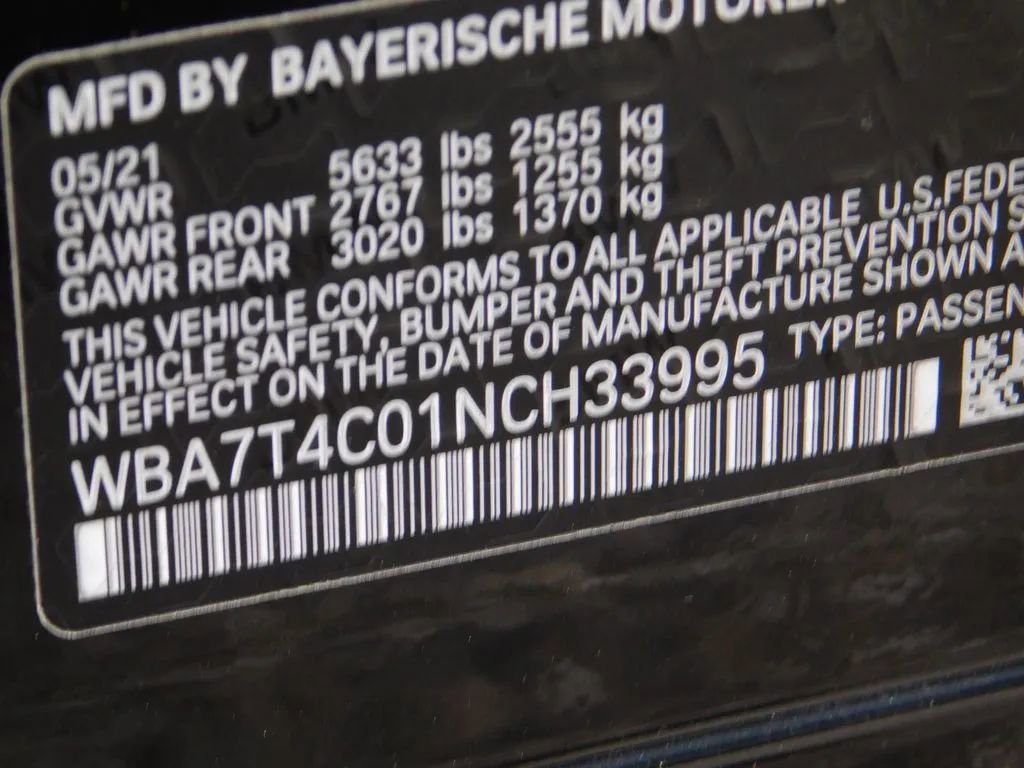 MFD BY BAYERISCHE MOTOREN
05/21
GVWR 5633 lbs 2555 kg
GAWR FRONT 2767 lbs 1255 kg
GAWR REAR 3020 lbs 1370 kg
THIS VEHICLE CONFORMS TO ALL APPLICABLE U.S.FEDE
VEHICLE SAFETY, BUMPER AND THEFT PREVENTION S
IN EFFECT ON THE DATE OF MANUFACTURE SHOWN A
WBA7T4C01NCH33995 TYPE: PASSEN